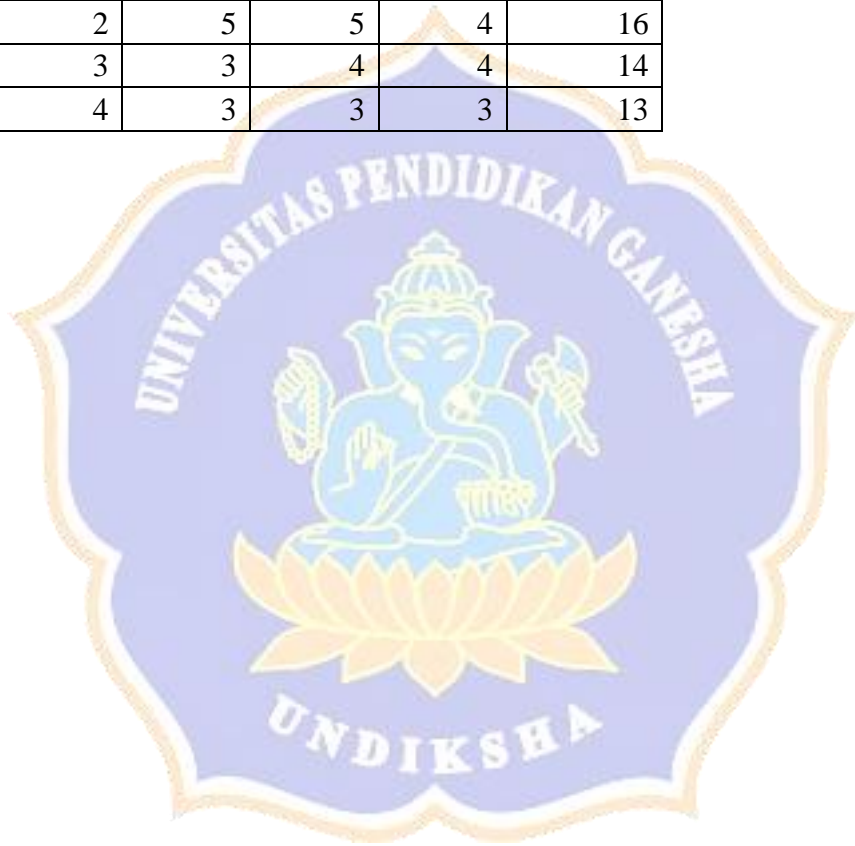 2 5 5 4 16
3 3 4 4 14
4 3 3 3 13
UNIVERSITAS PENDIDIKAN GANESHA
UNDIKSHA